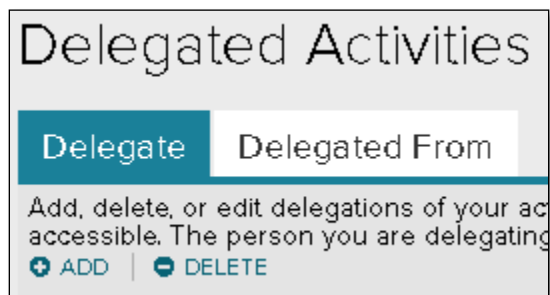 Delegated Activities
Delegate Delegated From
Add, delete, or edit delegations of your
accessible. The person you are delegating
ADD | DELETE